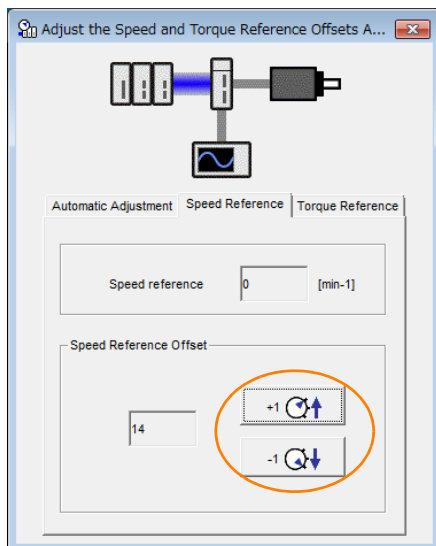 Adjust the Speed and Torque Reference Offsets A...
Automatic Adjustment Speed Reference Torque Reference
Speed reference 0 [min-1]
Speed Reference Offset
+1
14
-1